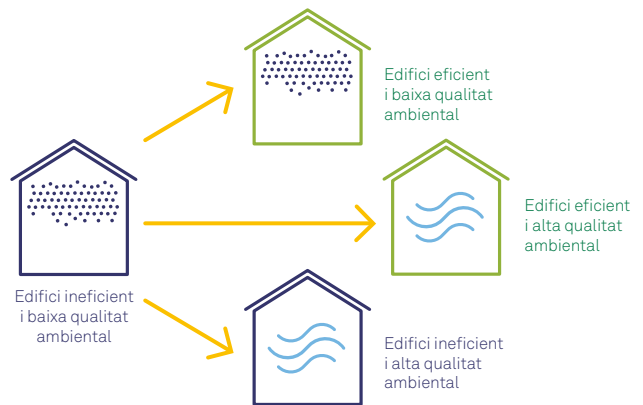 Edifici eficient
i baixa qualitat
ambiental
Edifici eficient
i alta qualitat
ambiental
Edifici ineficient
i baixa qualitat
ambiental
Edifici ineficient
i alta qualitat
ambiental